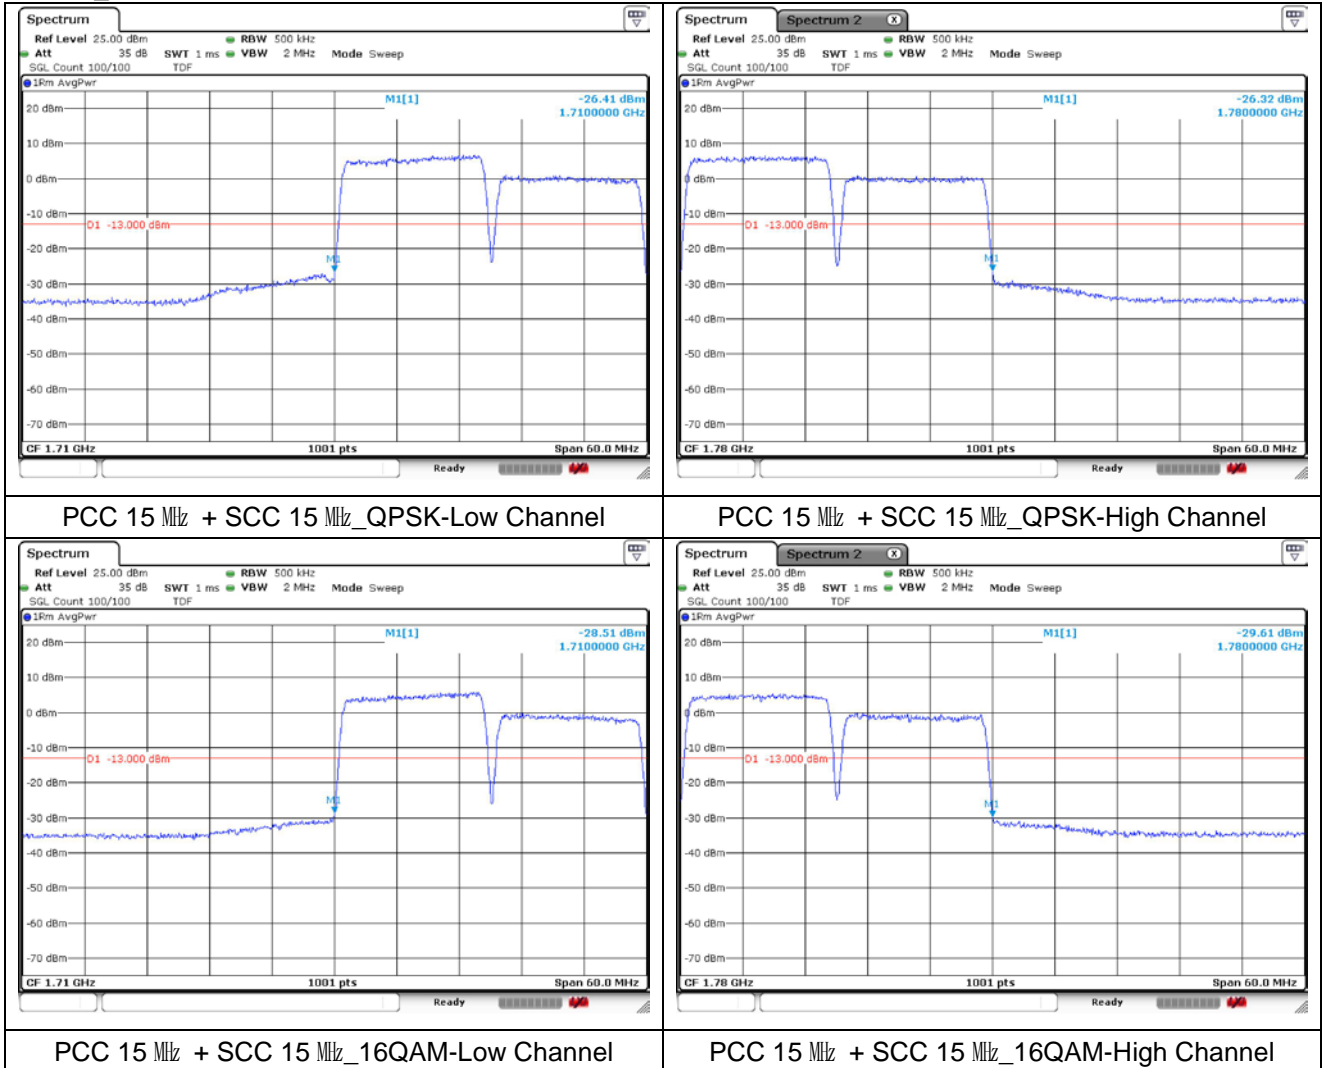 Spectrum
Ref Level 25.00 dBm RBW 500 kHz
Att 35 dB SWT 1 ms VBW 2 MHz Mode Sweep
SGL Count 100/100 TDF
1Rm AvgPwr
M1[1] -26.41 dBm
1.7100000 GHz
20 dBm
10 dBm
0 dBm
-10 dBm
D1 -13.000 dBm
-20 dBm
M1
-30 dBm
-40 dBm
-50 dBm
-60 dBm
-70 dBm
CF 1.71 GHz 1001 pts Span 60.0 MHz
Ready
PCC 15 ㎒ + SCC 15 ㎒_QPSK-Low Channel
Spectrum Spectrum 2 X
Ref Level 25.00 dBm RBW 500 kHz
Att 35 dB SWT 1 ms VBW 2 MHz Mode Sweep
SGL Count 100/100 TDF
1Rm AvgPwr
M1[1] -26.32 dBm
1.7800000 GHz
20 dBm
10 dBm
0 dBm
-10 dBm
D1 -13.000 dBm
-20 dBm
M1
-30 dBm
-40 dBm
-50 dBm
-60 dBm
-70 dBm
CF 1.78 GHz 1001 pts Span 60.0 MHz
Ready
PCC 15 ㎒ + SCC 15 ㎒_QPSK-High Channel
Spectrum
Ref Level 25.00 dBm RBW 500 kHz
Att 35 dB SWT 1 ms VBW 2 MHz Mode Sweep
SGL Count 100/100 TDF
1Rm AvgPwr
M1[1] -28.51 dBm
1.7100000 GHz
20 dBm
10 dBm
0 dBm
-10 dBm
D1 -13.000 dBm
-20 dBm
M1
-30 dBm
-40 dBm
-50 dBm
-60 dBm
-70 dBm
CF 1.71 GHz 1001 pts Span 60.0 MHz
Ready
PCC 15 ㎒ + SCC 15 ㎒_16QAM-Low Channel
Spectrum Spectrum 2 X
Ref Level 25.00 dBm RBW 500 kHz
Att 35 dB SWT 1 ms VBW 2 MHz Mode Sweep
SGL Count 100/100 TDF
1Rm AvgPwr
M1[1] -29.61 dBm
1.7800000 GHz
20 dBm
10 dBm
0 dBm
-10 dBm
D1 -13.000 dBm
-20 dBm
M1
-30 dBm
-40 dBm
-50 dBm
-60 dBm
-70 dBm
CF 1.78 GHz 1001 pts Span 60.0 MHz
Ready
PCC 15 ㎒ + SCC 15 ㎒_16QAM-High Channel